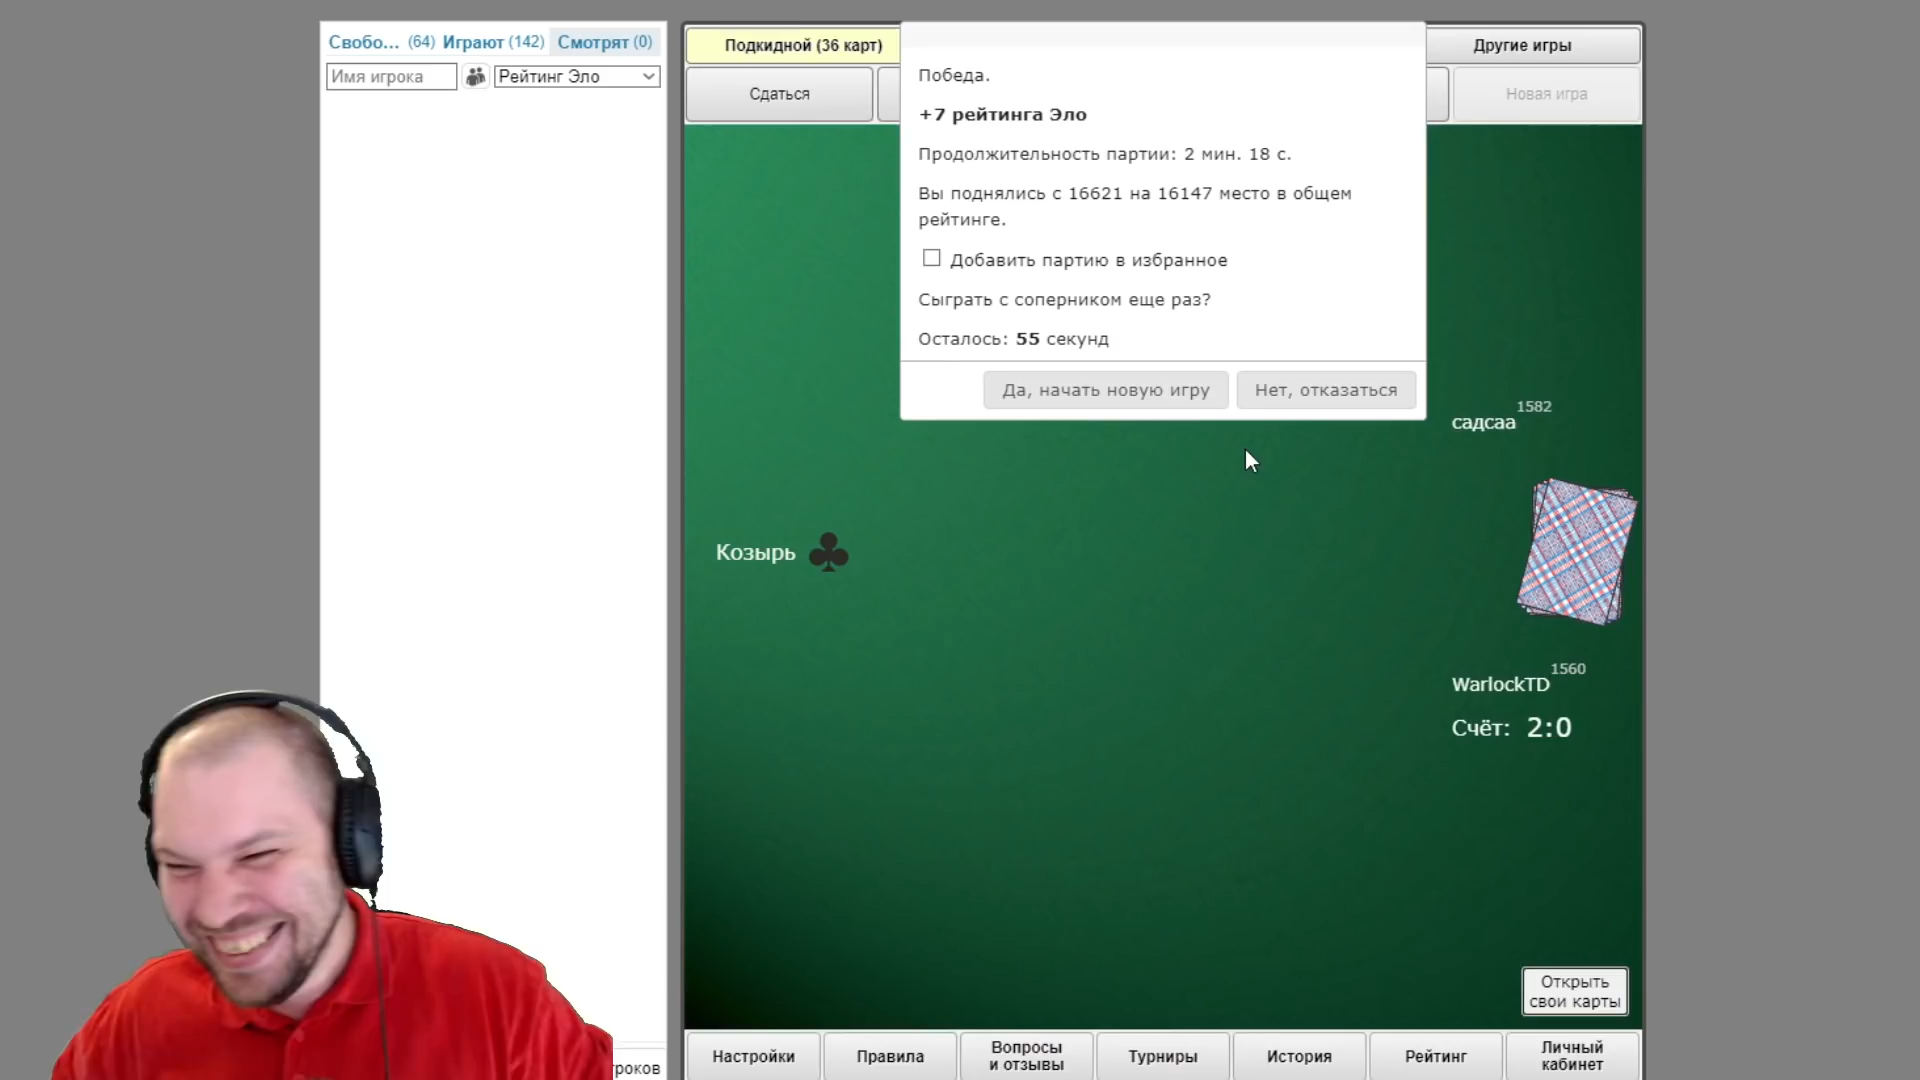 Свобо... (64) Играют (142) Смотрят (0)
Имя игрока
Рейтинг Эло
Подкидной (36 карт)
Другие игры
Сдаться
Новая игра
Победа.
+7 рейтинга Эло
Продолжительность партии: 2 мин. 18 с.
Вы поднялись с 16621 на 16147 место в общем
рейтинге.
Добавить партию в избранное
Сыграть с соперником еще раз?
Осталось: 55 секунд
Да, начать новую игру
Нет, отказаться
садсаа 1582
Козырь
WarlockTD 1560
Счёт: 2:0
Открыть
свои карты
Настройки
Правила
Вопросы
и отзывы
Турниры
История
Рейтинг
Личный
кабинет